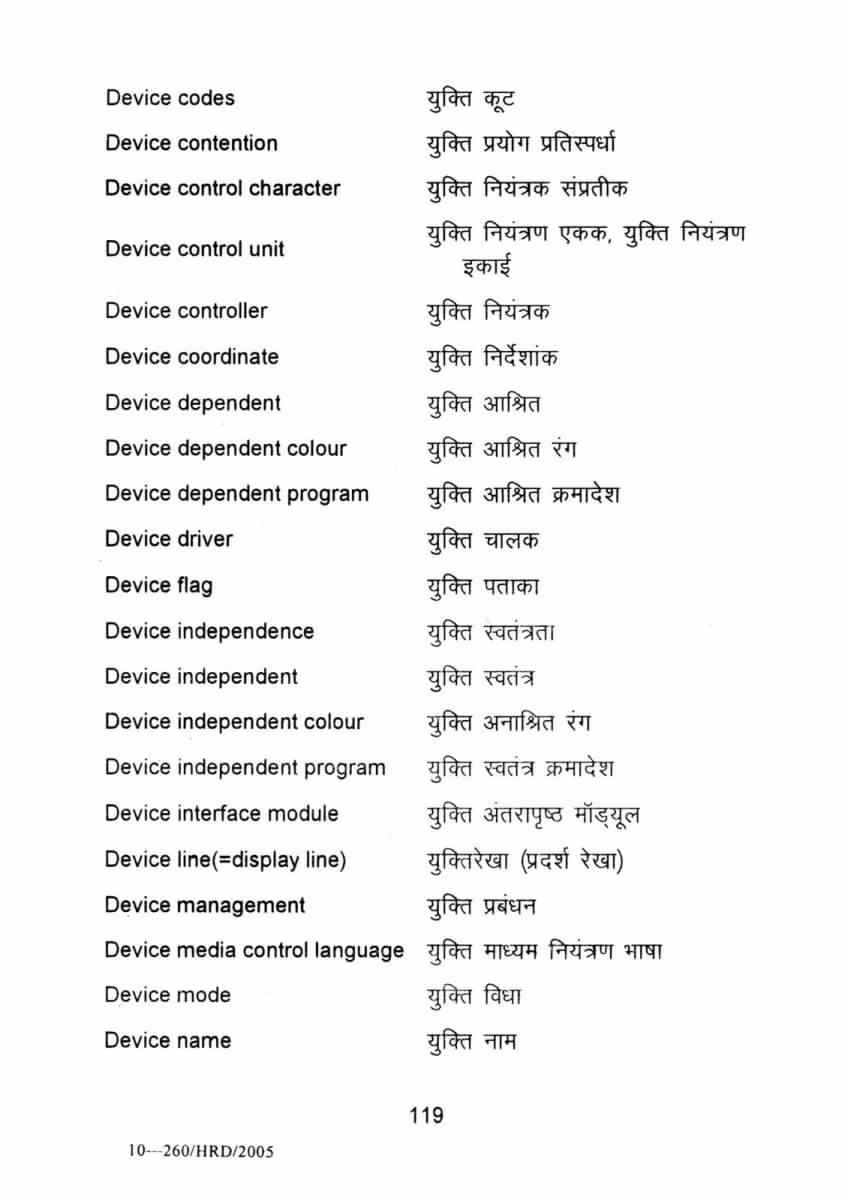 Device codes युक्ति कूट
Device contention युक्ति प्रयोग प्रतिस्पर्धा
Device control character युक्ति नियंत्रक संप्रतीक
Device control unit युक्ति नियंत्रण एकक, युक्ति नियंत्रण
इकाई
Device controller युक्ति नियंत्रक
Device coordinate युक्ति निर्देशांक
Device dependent युक्ति आश्रित
Device dependent colour युक्ति आश्रित रंग
Device dependent program युक्ति आश्रित क्रमादेश
Device driver युक्ति चालक
Device flag युक्ति पताका
Device independence युक्ति स्वतंत्रता
Device independent युक्ति स्वतंत्र
Device independent colour युक्ति अनाश्रित रंग
Device independent program युक्ति स्वतंत्र क्रमादेश
Device interface module युक्ति अंतरापृष्ठ मॉड्यूल
Device line(=display line) युक्तिरेखा (प्रदर्श रेखा)
Device management युक्ति प्रबंधन
Device media control language युक्ति माध्यम नियंत्रण भाषा
Device mode युक्ति विधा
Device name युक्ति नाम
119
10---260/HRD/2005